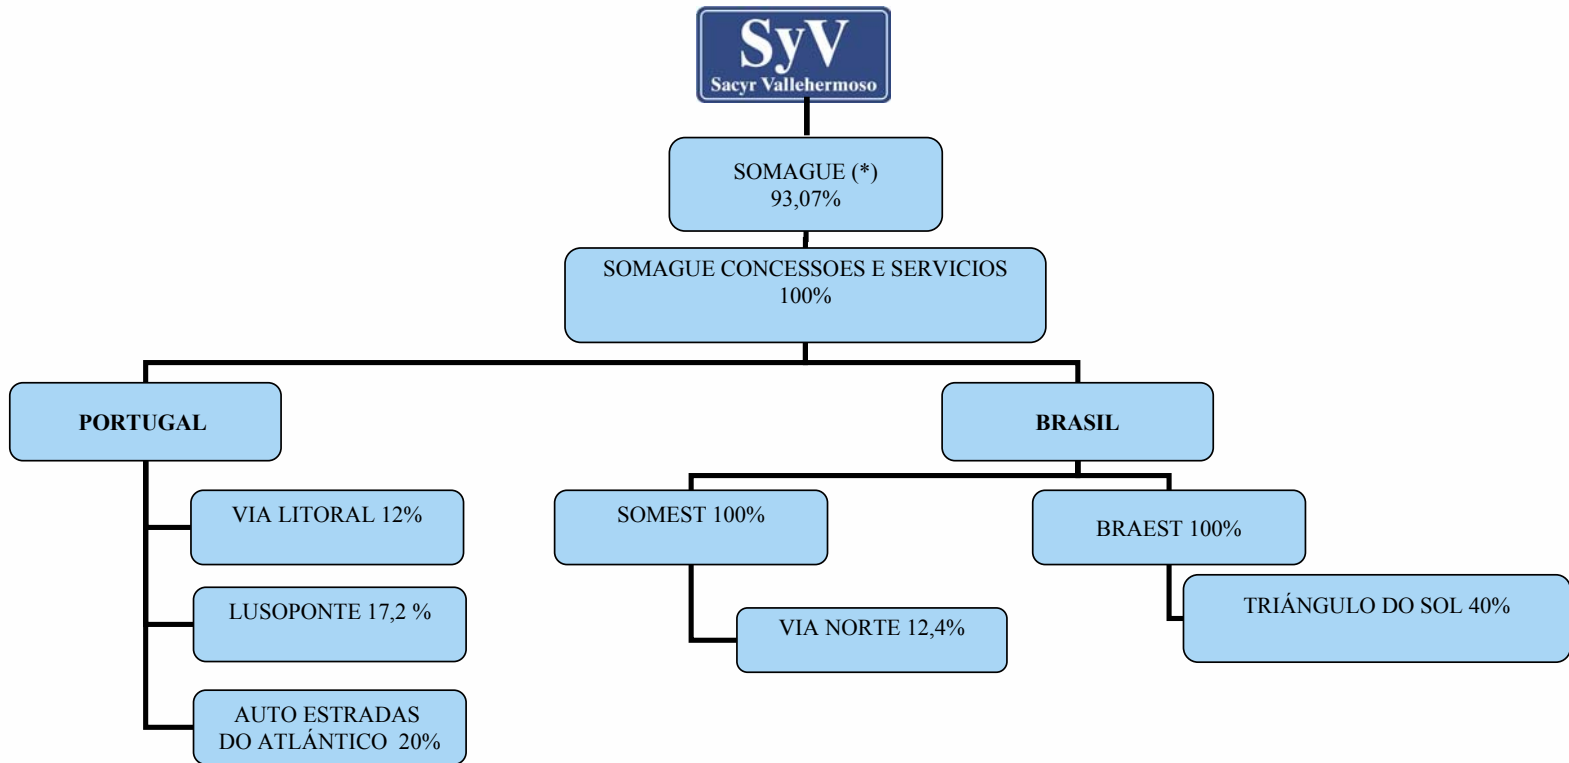 SyV
Sacyr Vallehermoso
SOMAGUE (*)
93,07%
SOMAGUE CONCESSOES E SERVICIOS
100%
PORTUGAL
BRASIL
VIA LITORAL 12%
SOMEST 100%
BRAEST 100%
LUSOPONTE 17,2 %
VIA NORTE 12,4%
TRIÁNGULO DO SOL 40%
AUTO ESTRADAS
DO ATLÁNTICO  20%